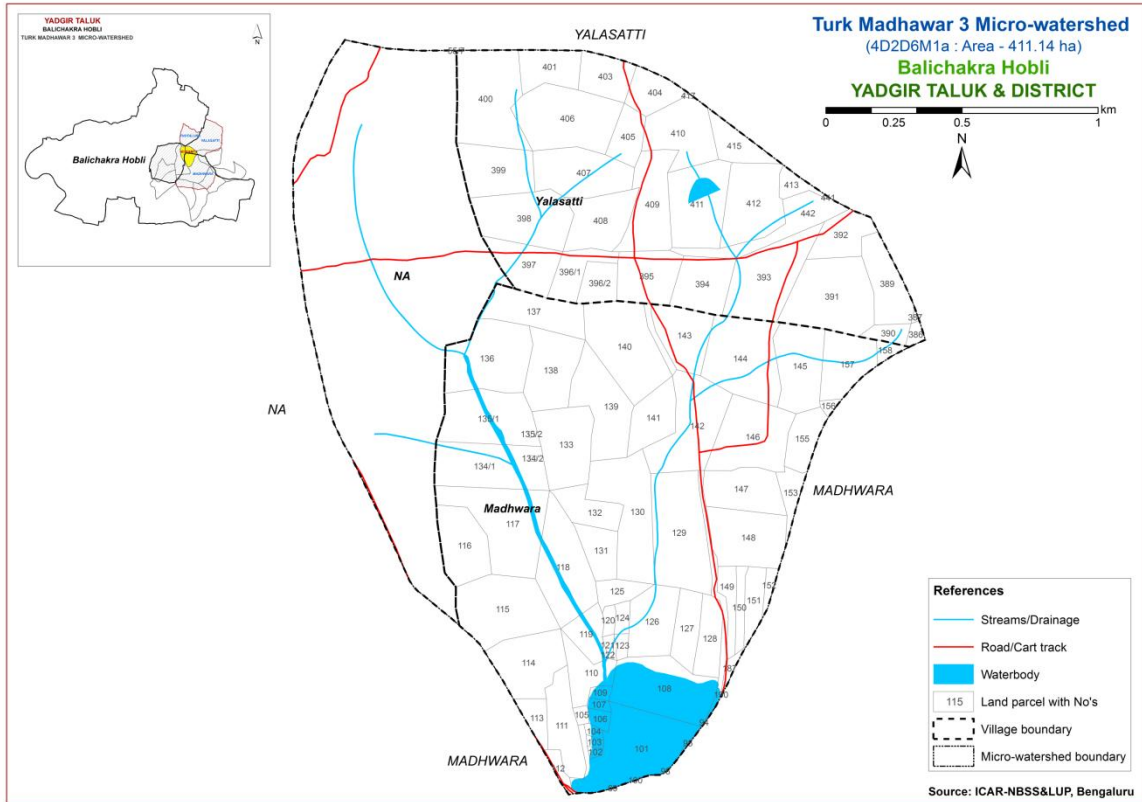 YADGIR TALUK
BALICHAKRA HOBLI
TURK MADHAWAR 3 MICRO-WATERSHED
N
Balichakra Hobli
YALASATTI
Turk Madhawar 3 Micro-watershed
(4D2D6M1a : Area - 411.14 ha)
Balichakra Hobli
YADGIR TALUK & DISTRICT
km
0 0.25 0.5 1
N
401 403
400 404 417
406 405 410 415
399 407 413
Yalasatti 409 411 412 441
398 408 442
392
397 396/1 396/2 395 394 393 391 389
NA
387
137 143 390 386
136 140 144 158
138 145 157
139
NA 141 156
135/1 135/2 142 146
133 155
134/1 134/2
147 153 MADHWARA
Madhwara 132 130
117 129
116 131 148
118
125 149 150 151 152
115 120 124 126 127
119 121 123 128
122
114 110
109 108
107
113 111 105 106
104
103 101
102
MADHWARA
References
Streams/Drainage
Road/Cart track
Waterbody
115 Land parcel with No's
Village boundary
Micro-watershed boundary
Source: ICAR-NBSS&LUP, Bengaluru